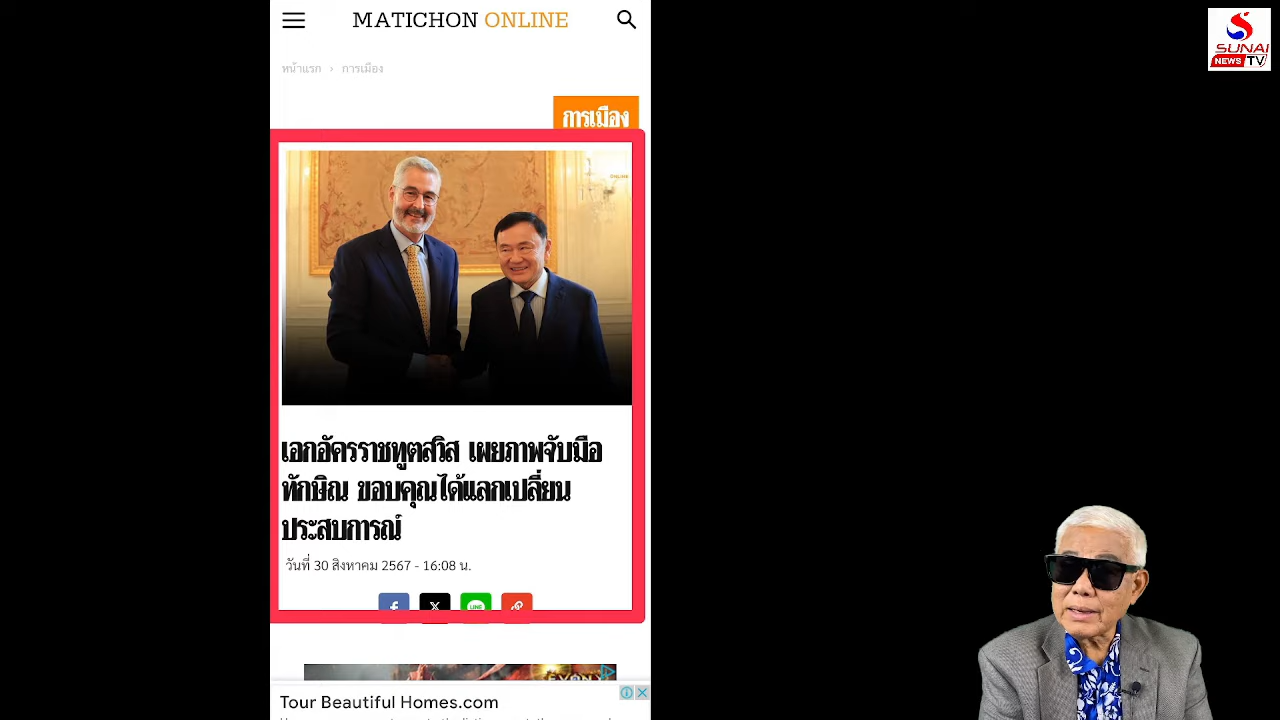 MATICHON ONLINE
หน้าแรก › การเมือง
การเมือง
ONLINE
เอกอัครราชทูตสวิส เผยภาพจับมือ
ทักษิณ ขอบคุณได้แลกเปลี่ยน
ประสบการณ์
วันที่ 30 สิงหาคม 2567 - 16:08 น.
LINE
EVONY
Tour Beautiful Homes.com
SUNAI
NEWS TV